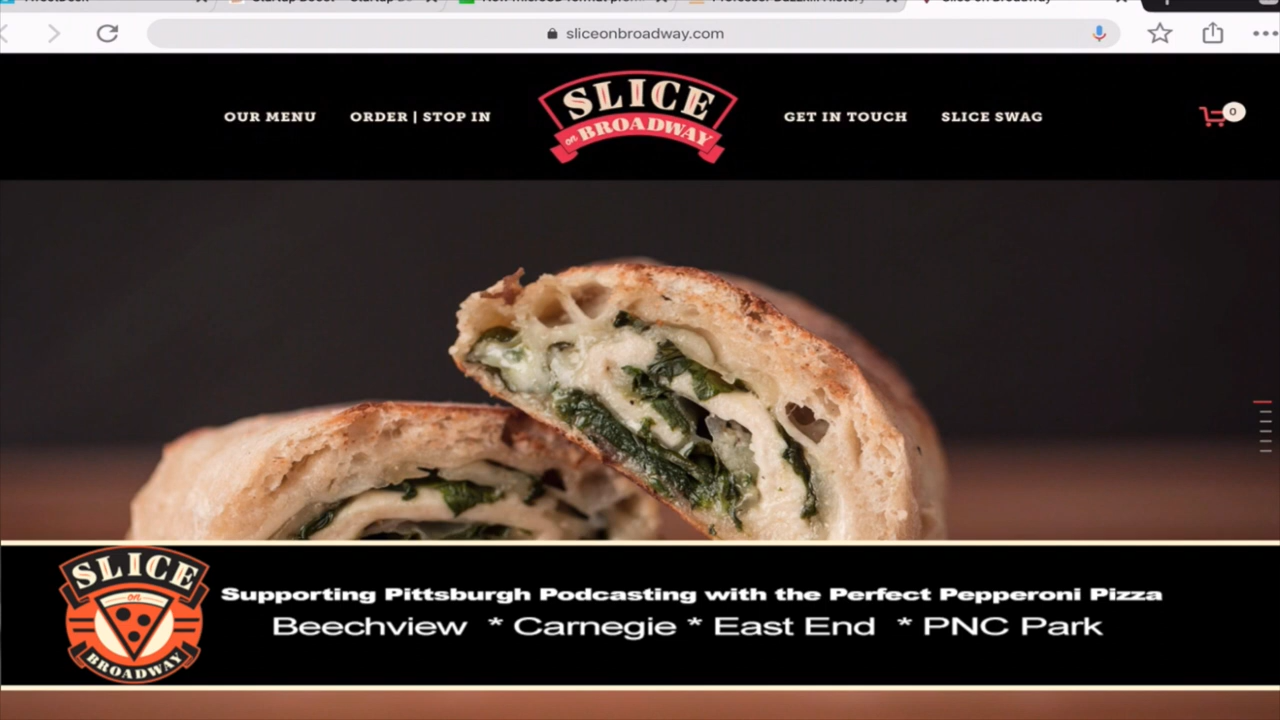 sliceonbroadway.com
OUR MENU
ORDER | STOP IN
SLICE
on BROADWAY
GET IN TOUCH
SLICE SWAG
0
SLICE
on
BROADWAY
Supporting Pittsburgh Podcasting with the Perfect Pepperoni Pizza
Beechview * Carnegie * East End * PNC Park